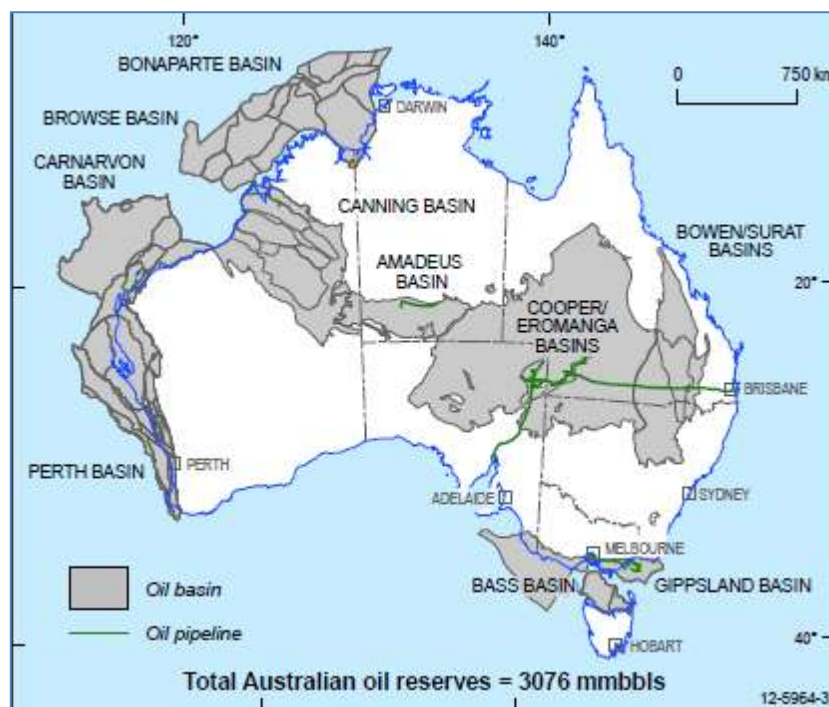 120°
140°
BONAPARTE BASIN
0
750 km
DARWIN
BROWSE BASIN
CARNARVON
BASIN
CANNING BASIN
BOWEN/SURAT
BASINS
AMADEUS
BASIN
20°
COOPER/
EROMANGA
BASINS
BRISBANE
PERTH BASIN
PERTH
ADELAIDE
SYDNEY
MELBOURNE
BASS BASIN
GIPPSLAND BASIN
Oil basin
Oil pipeline
HOBART
40°
Total Australian oil reserves = 3076 mmbbls
12-5964-3